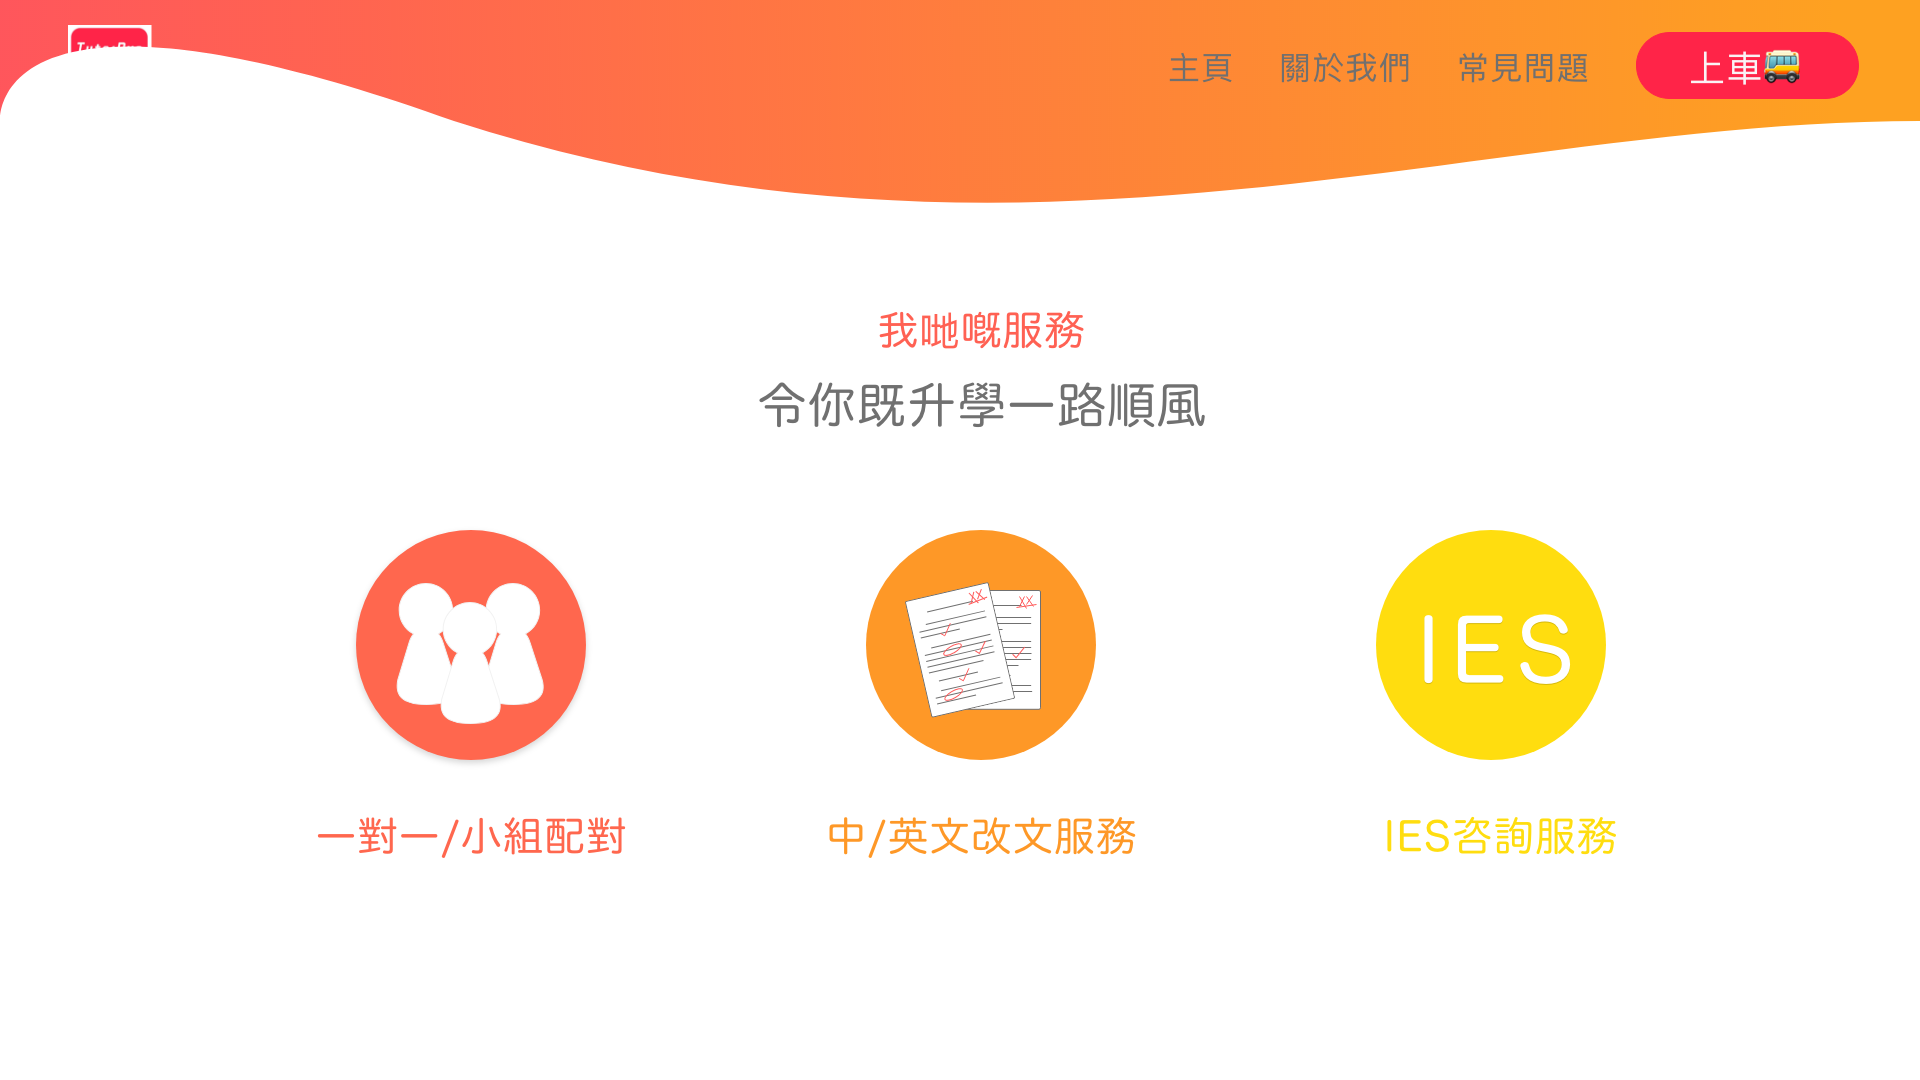 主頁
關於我們
常見問題
上車🚌
我哋嘅服務
令你既升學一路順風
IES
一對一/小組配對
中/英文改文服務
IES咨詢服務